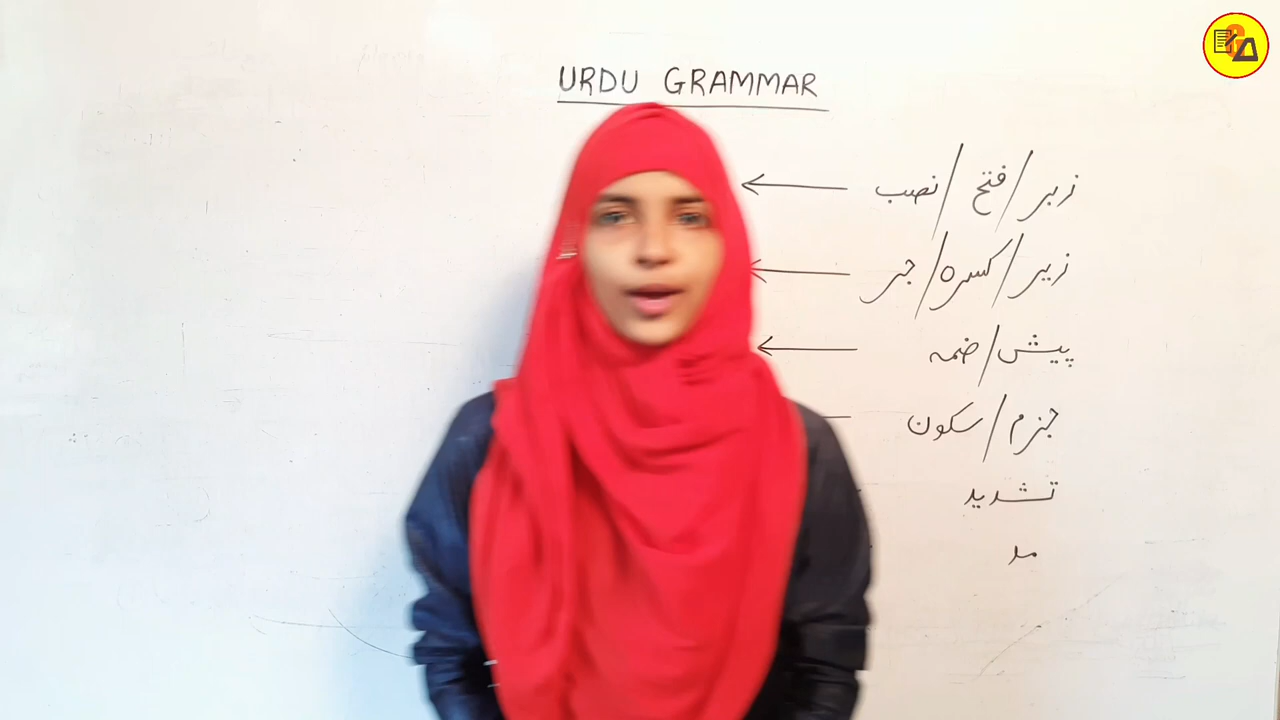 URDU GRAMMAR
زبر/فتح/نصب
زیر/کسرہ/جر
پیش/ضمہ
جزم/سکون
تشدید
مد